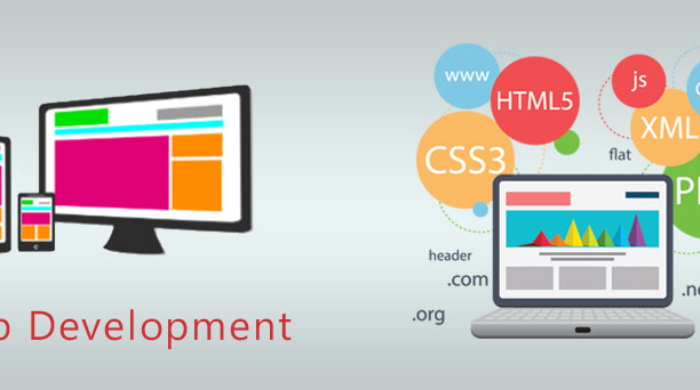 www
HTML5
js
XML
CSS3
flat
header
.com
.org
Development